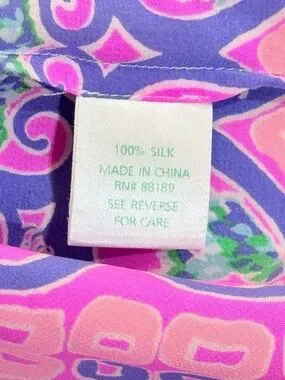 100% SILK
MADE IN CHINA
RN# 88189
SEE REVERSE
FOR CARE